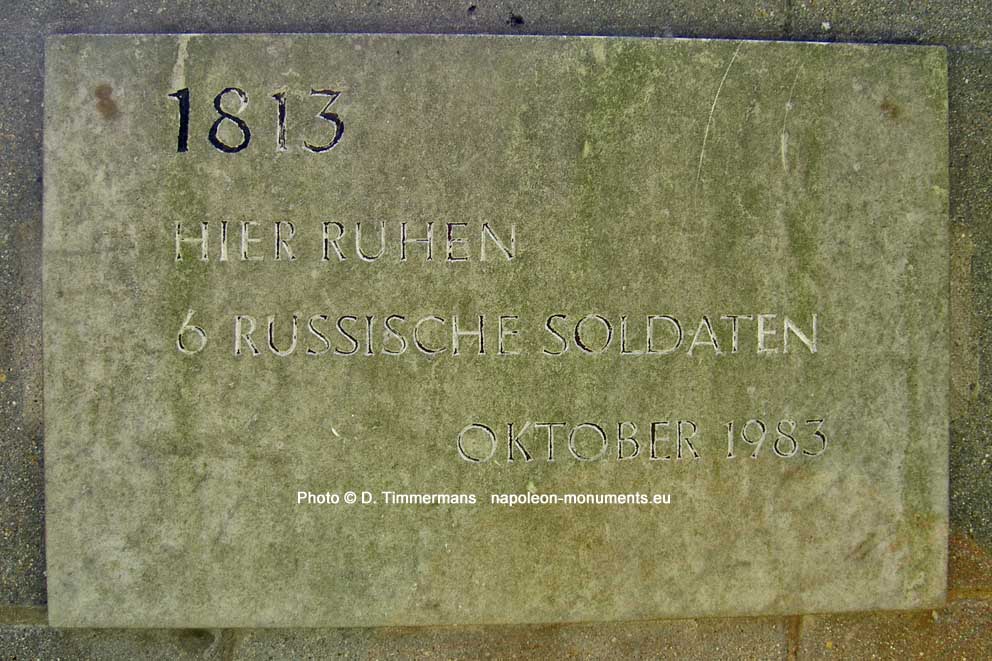 1813
HIER RUHEN
6 RUSSISCHE SOLDATEN
OKTOBER 1983
Photo © D. Timmermans napoleon-monuments.eu